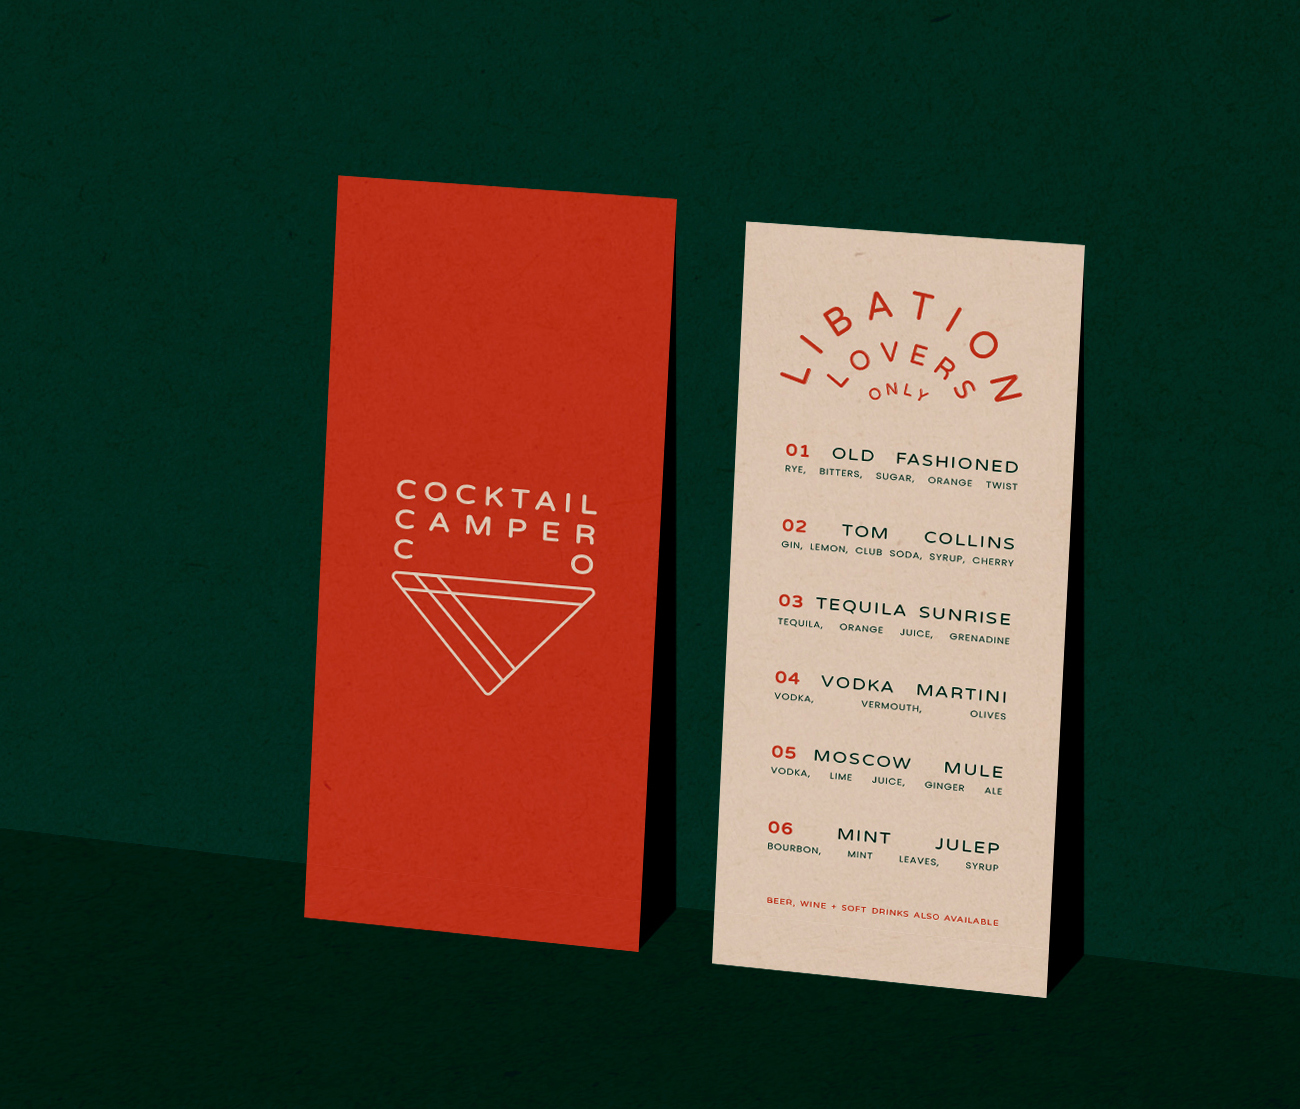 COCKTAIL
CAMPER
C O
LIBATION
LOVERS
ONLY
01 OLD FASHIONED
RYE, BITTERS, SUGAR, ORANGE TWIST
02 TOM COLLINS
GIN, LEMON, CLUB SODA, SYRUP, CHERRY
03 TEQUILA SUNRISE
TEQUILA, ORANGE JUICE, GRENADINE
04 VODKA MARTINI
VODKA, VERMOUTH, OLIVES
05 MOSCOW MULE
VODKA, LIME JUICE, GINGER ALE
06 MINT JULEP
BOURBON, MINT LEAVES, SYRUP
BEER, WINE + SOFT DRINKS ALSO AVAILABLE